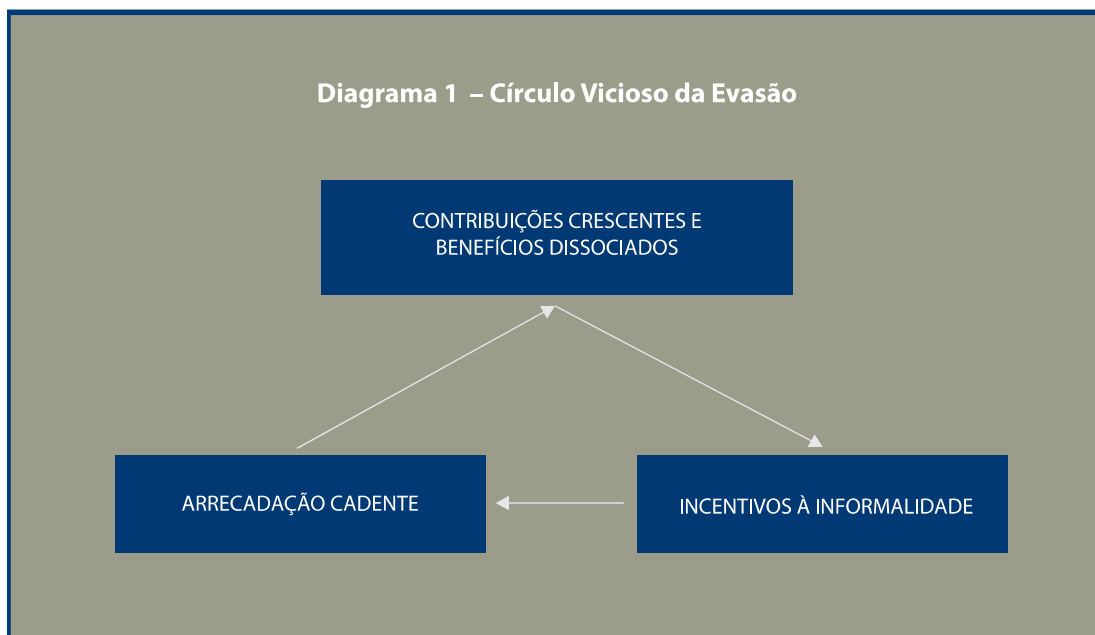 Diagrama 1 – Círculo Vicioso da Evasão
CONTRIBUIÇÕES CRESCENTES E
BENEFÍCIOS DISSOCIADOS
ARRECADAÇÃO CADENTE
INCENTIVOS À INFORMALIDADE